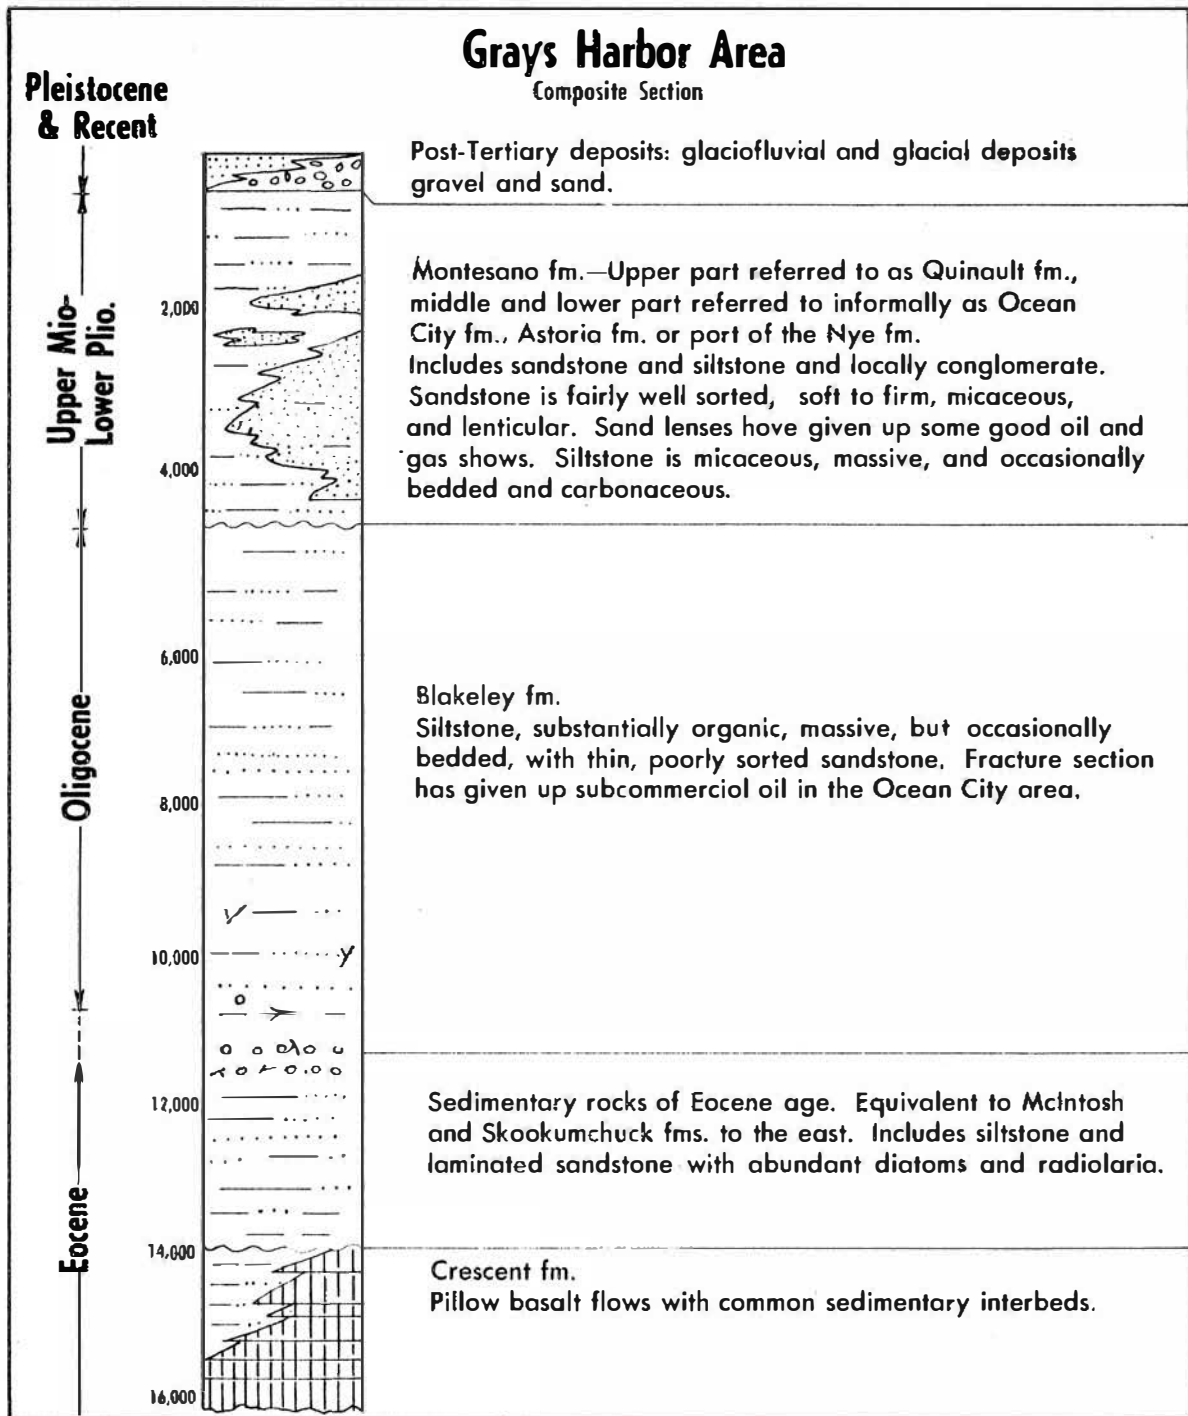 Grays Harbor Area
Composite Section
Pleistocene
& Recent
Post-Tertiary deposits: glaciofluvial and glacial deposits
gravel and sand.
Upper Mio-
Lower Plio.
2,000
4,000
Montesano fm.—Upper part referred to as Quinault fm.,
middle and lower part referred to informally as Ocean
City fm., Astoria fm. or port of the Nye fm.
Includes sandstone and siltstone and locally conglomerate.
Sandstone is fairly well sorted, soft to firm, micaceous,
and lenticular. Sand lenses hove given up some good oil and
gas shows. Siltstone is micaceous, massive, and occasionally
bedded and carbonaceous.
Oligocene
6,000
8,000
10,000
Blakeley fm.
Siltstone, substantially organic, massive, but occasionally
bedded, with thin, poorly sorted sandstone. Fracture section
has given up subcommerciol oil in the Ocean City area.
Eocene
12,000
14,000
16,000
Sedimentary rocks of Eocene age. Equivalent to McIntosh
and Skookumchuck fms. to the east. Includes siltstone and
laminated sandstone with abundant diatoms and radiolaria.
Crescent fm.
Pillow basalt flows with common sedimentary interbeds.